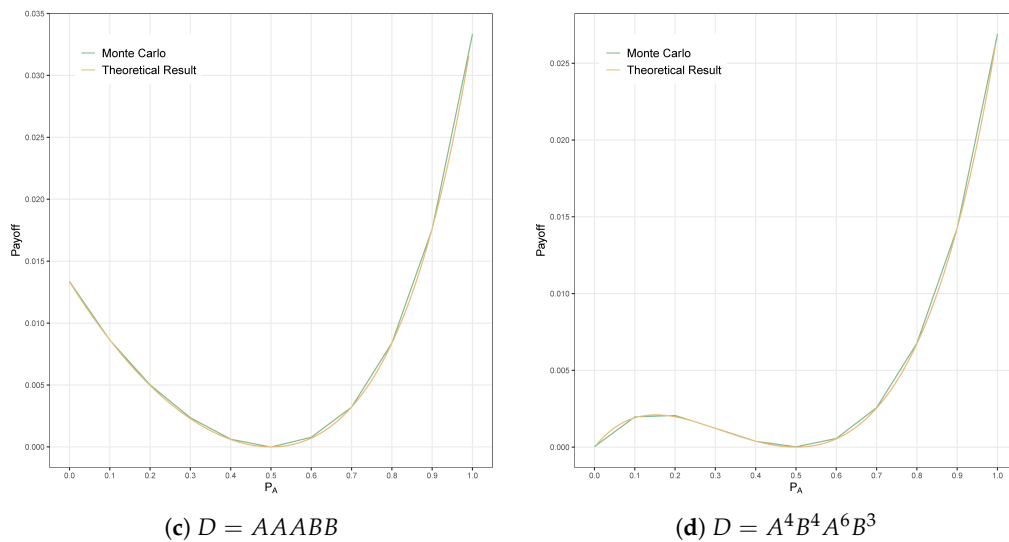 0.035
0.030
0.025
0.020
0.015
0.010
0.005
0.000
Payoff
Monte Carlo
Theoretical Result
0.0 0.1 0.2 0.3 0.4 0.5 0.6 0.7 0.8 0.9 1.0
P_A
(c) D = AAABB
0.025
0.020
0.015
0.010
0.005
0.000
Payoff
Monte Carlo
Theoretical Result
0.0 0.1 0.2 0.3 0.4 0.5 0.6 0.7 0.8 0.9 1.0
P_A
(d) D = A⁴B⁴A⁶B³